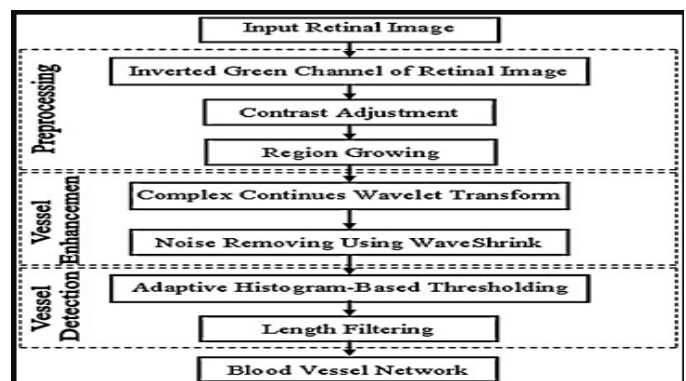 Input Retinal Image
Preprocessing
Inverted Green Channel of Retinal Image
Contrast Adjustment
Region Growing
Vessel
Enhancemen
Complex Continues Wavelet Transform
Noise Removing Using WaveShrink
Vessel
Detection
Adaptive Histogram-Based Thresholding
Length Filtering
Blood Vessel Network